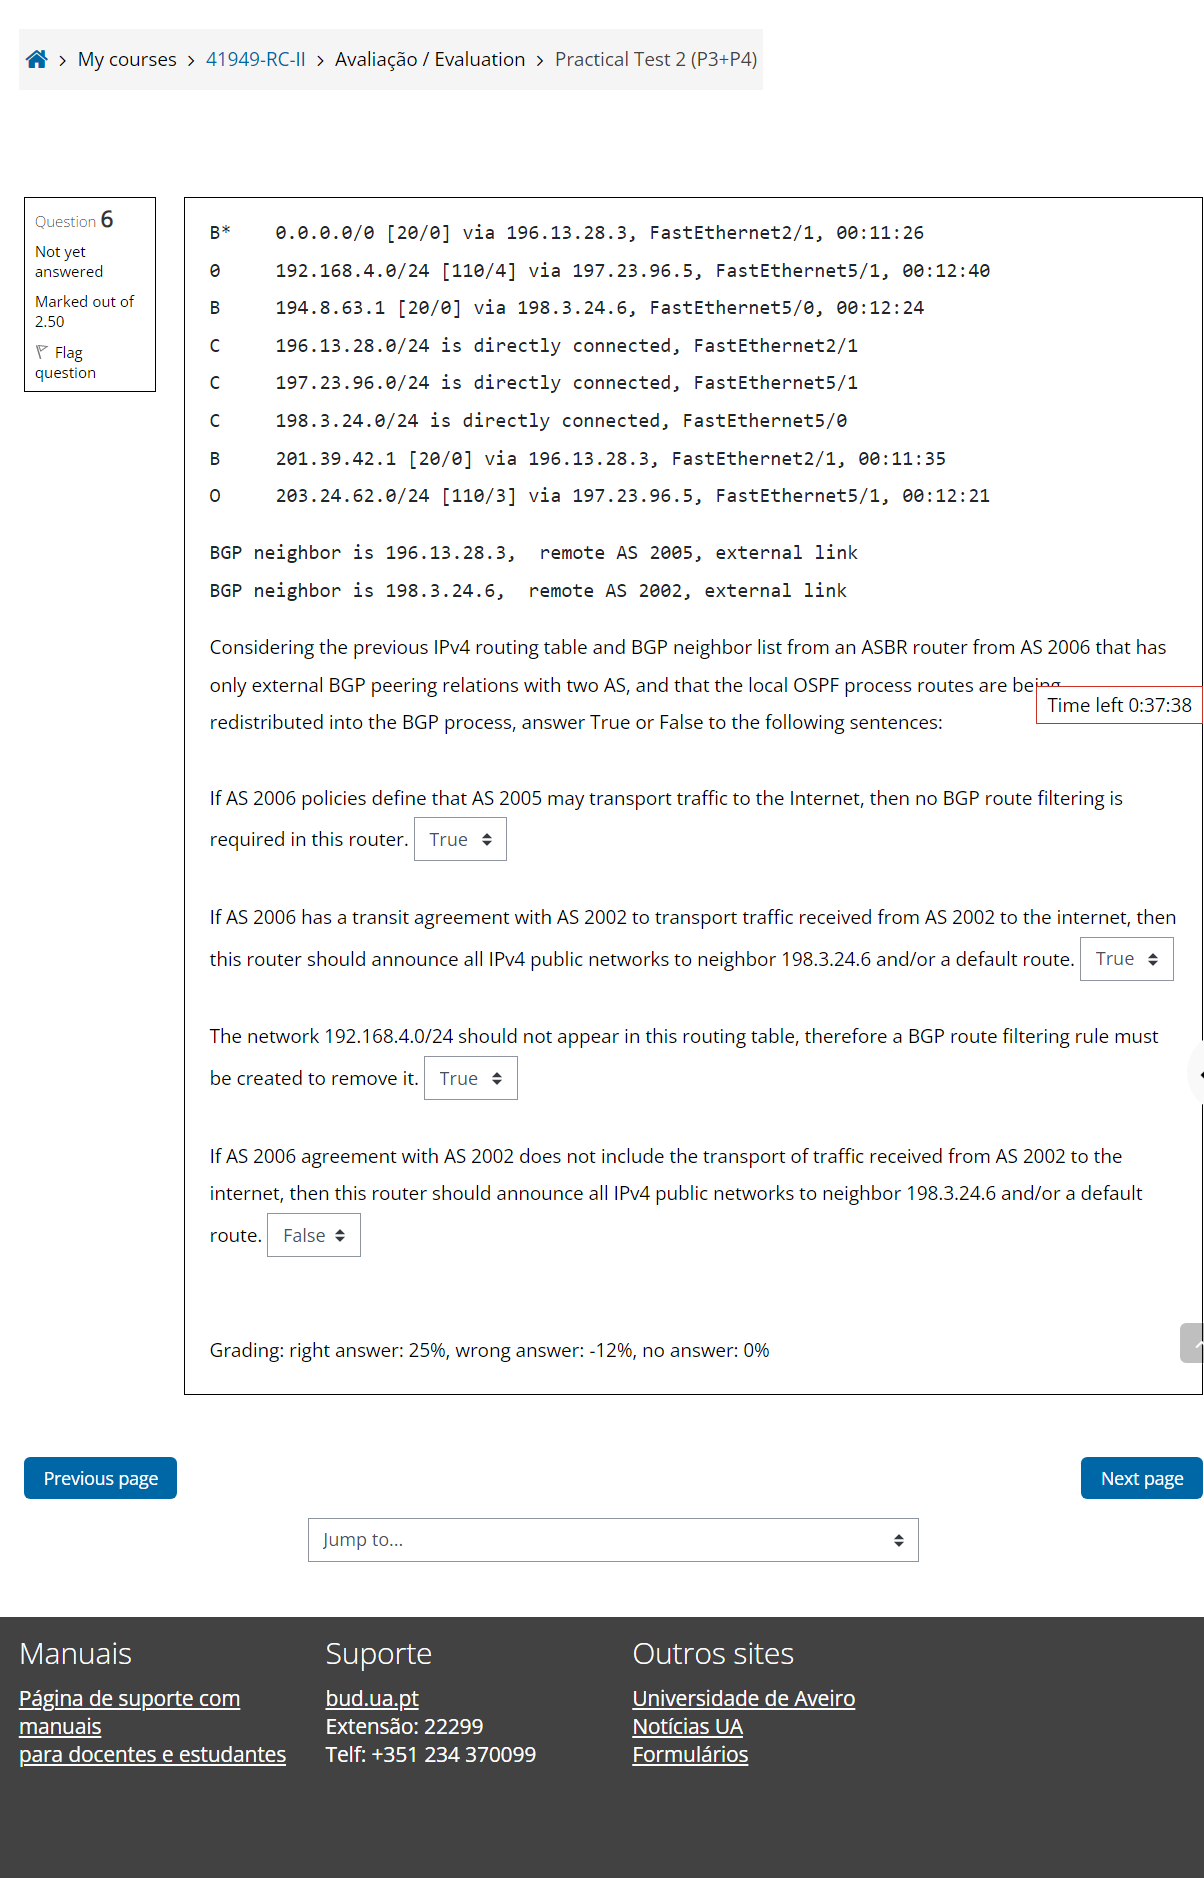 My courses > 41949-RC-II > Avaliação / Evaluation > Practical Test 2 (P3+P4)
Question 6
Not yet
answered
Marked out of
2.50
Flag
question
B* 0.0.0.0/0 [20/0] via 196.13.28.3, FastEthernet2/1, 00:11:26
0 192.168.4.0/24 [110/4] via 197.23.96.5, FastEthernet5/1, 00:12:40
B 194.8.63.1 [20/0] via 198.3.24.6, FastEthernet5/0, 00:12:24
C 196.13.28.0/24 is directly connected, FastEthernet2/1
C 197.23.96.0/24 is directly connected, FastEthernet5/1
C 198.3.24.0/24 is directly connected, FastEthernet5/0
B 201.39.42.1 [20/0] via 196.13.28.3, FastEthernet2/1, 00:11:35
O 203.24.62.0/24 [110/3] via 197.23.96.5, FastEthernet5/1, 00:12:21
BGP neighbor is 196.13.28.3, remote AS 2005, external link
BGP neighbor is 198.3.24.6, remote AS 2002, external link
Considering the previous IPv4 routing table and BGP neighbor list from an ASBR router from AS 2006 that has
only external BGP peering relations with two AS, and that the local OSPF process routes are being
redistributed into the BGP process, answer True or False to the following sentences:
Time left 0:37:38
If AS 2006 policies define that AS 2005 may transport traffic to the Internet, then no BGP route filtering is
required in this router. True
If AS 2006 has a transit agreement with AS 2002 to transport traffic received from AS 2002 to the internet, then
this router should announce all IPv4 public networks to neighbor 198.3.24.6 and/or a default route. True
The network 192.168.4.0/24 should not appear in this routing table, therefore a BGP route filtering rule must
be created to remove it. True
If AS 2006 agreement with AS 2002 does not include the transport of traffic received from AS 2002 to the
internet, then this router should announce all IPv4 public networks to neighbor 198.3.24.6 and/or a default
route. False
Grading: right answer: 25%, wrong answer: -12%, no answer: 0%
Previous page
Next page
Jump to...
Manuais
Página de suporte com
manuais
para docentes e estudantes
Suporte
bud.ua.pt
Extensão: 22299
Telf: +351 234 370099
Outros sites
Universidade de Aveiro
Notícias UA
Formulários